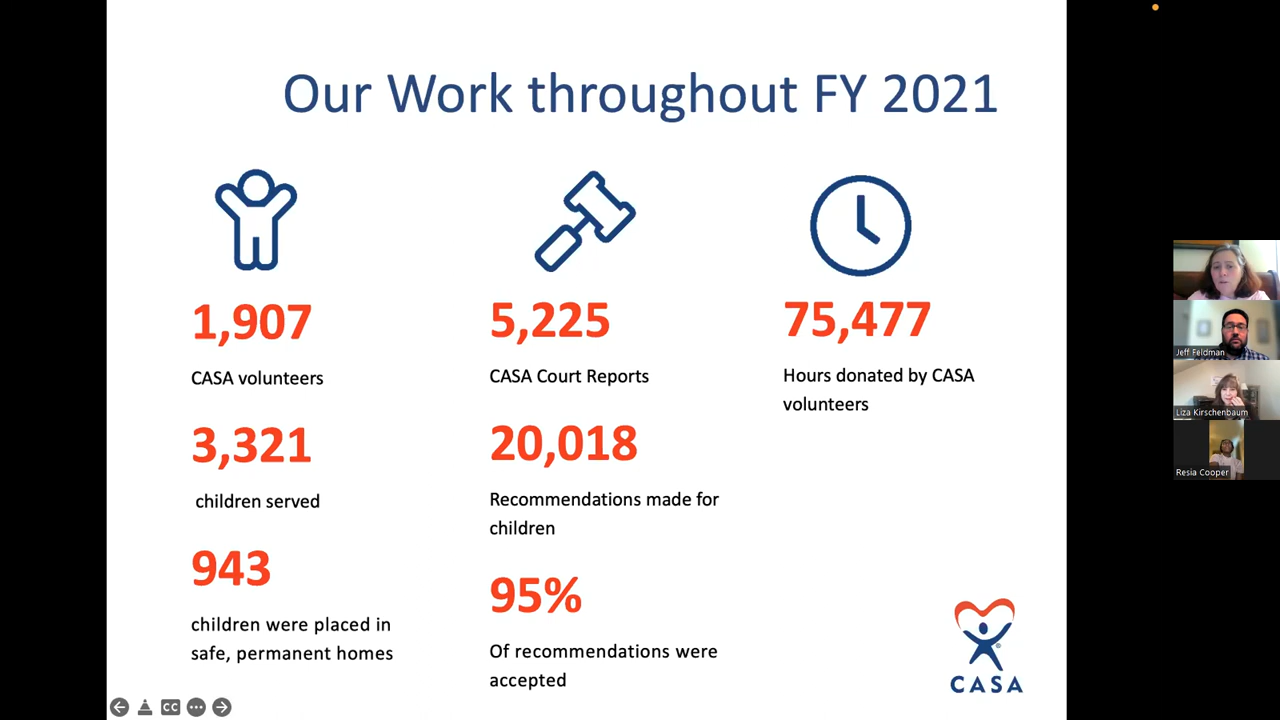 Our Work throughout FY 2021
1,907
CASA volunteers
3,321
children served
943
children were placed in
safe, permanent homes
5,225
CASA Court Reports
20,018
Recommendations made for
children
95%
Of recommendations were
accepted
75,477
Hours donated by CASA
volunteers
CASA
CC
Jeff Feldman
Liza Kirschenbaum
Resia Cooper